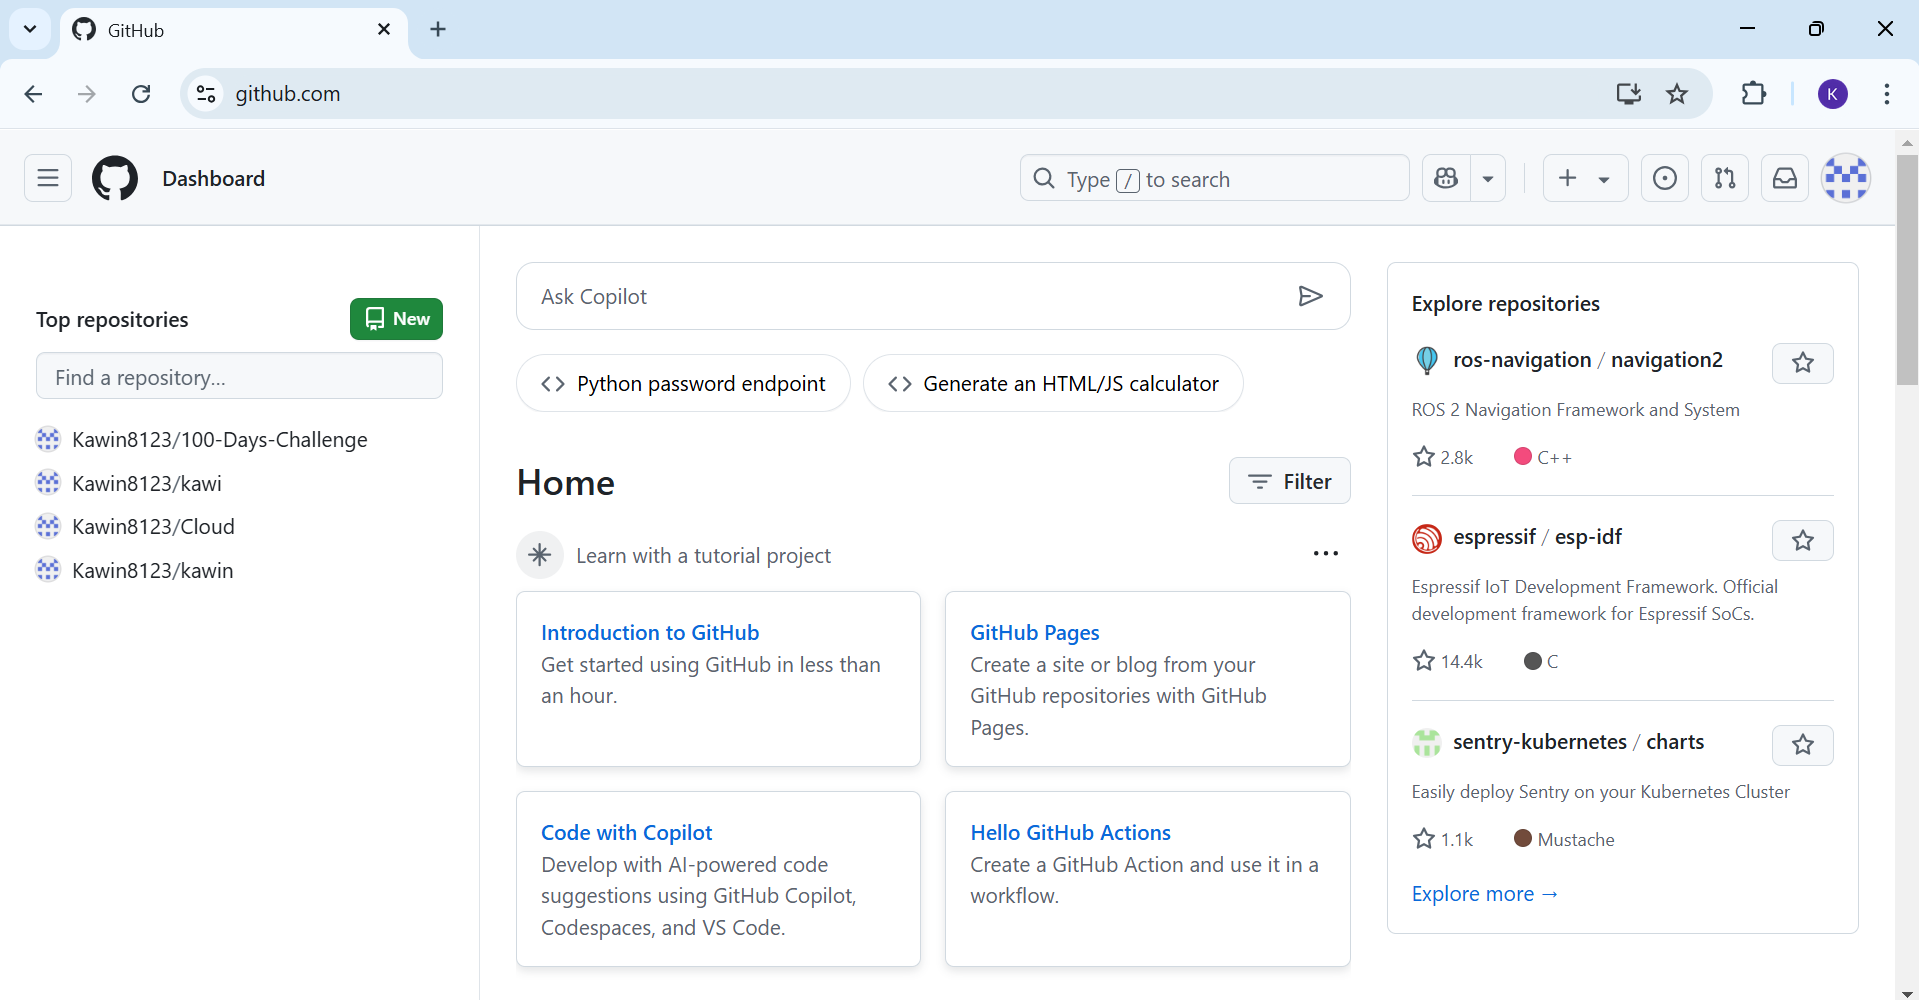 GitHub
github.com
K
Dashboard
Type / to search
Top repositories
New
Find a repository...
Kawin8123/100-Days-Challenge
Kawin8123/kawi
Kawin8123/Cloud
Kawin8123/kawin
Ask Copilot
Python password endpoint
Generate an HTML/JS calculator
Home
Filter
Learn with a tutorial project
Introduction to GitHub
Get started using GitHub in less than
an hour.
GitHub Pages
Create a site or blog from your
GitHub repositories with GitHub
Pages.
Code with Copilot
Develop with AI-powered code
suggestions using GitHub Copilot,
Codespaces, and VS Code.
Hello GitHub Actions
Create a GitHub Action and use it in a
workflow.
Explore repositories
ros-navigation / navigation2
ROS 2 Navigation Framework and System
2.8k C++
espressif / esp-idf
Espressif IoT Development Framework. Official
development framework for Espressif SoCs.
14.4k C
sentry-kubernetes / charts
Easily deploy Sentry on your Kubernetes Cluster
1.1k Mustache
Explore more →